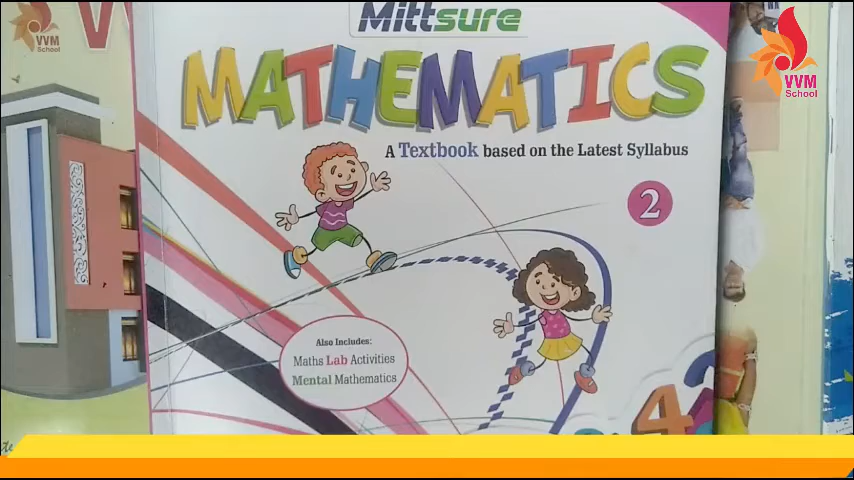 VVM
School
V
Mittsure
MATHEMATICS
A Textbook based on the Latest Syllabus
2
Also Includes:
Maths Lab Activities
Mental Mathematics
4
VVM
School